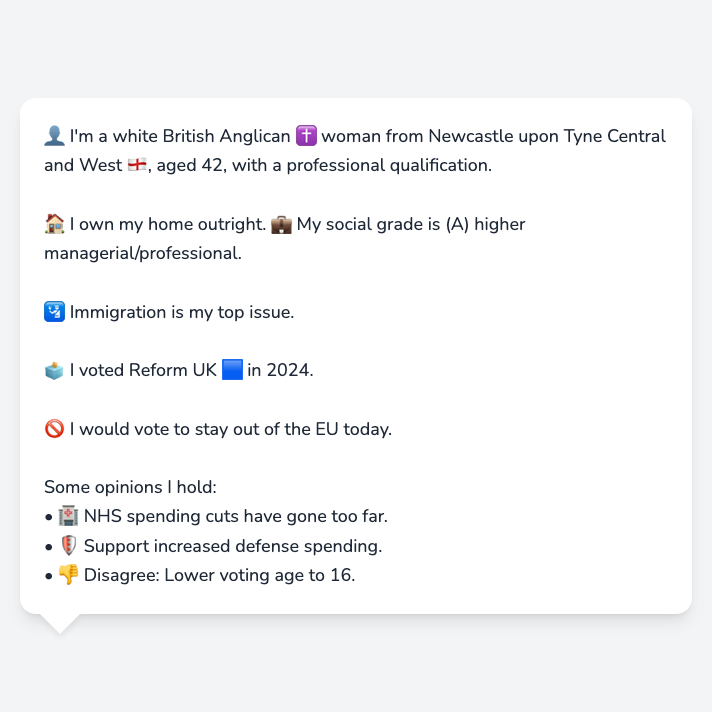 👤 I'm a white British Anglican ✝️ woman from Newcastle upon Tyne Central
and West 🏴󠁧󠁢󠁥󠁮󠁧󠁿, aged 42, with a professional qualification.
🏠 I own my home outright. 💼 My social grade is (A) higher
managerial/professional.
🛂 Immigration is my top issue.
🗳️ I voted Reform UK 🟦 in 2024.
🚫 I would vote to stay out of the EU today.
Some opinions I hold:
• 🏥 NHS spending cuts have gone too far.
• 🛡️ Support increased defense spending.
• 👎 Disagree: Lower voting age to 16.